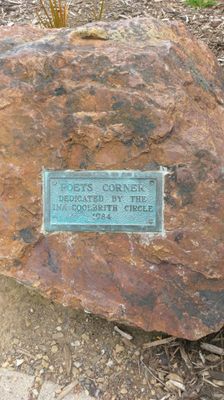 POETS CORNER
DEDICATED BY THE
INA COOLBRITH CIRCLE
1984